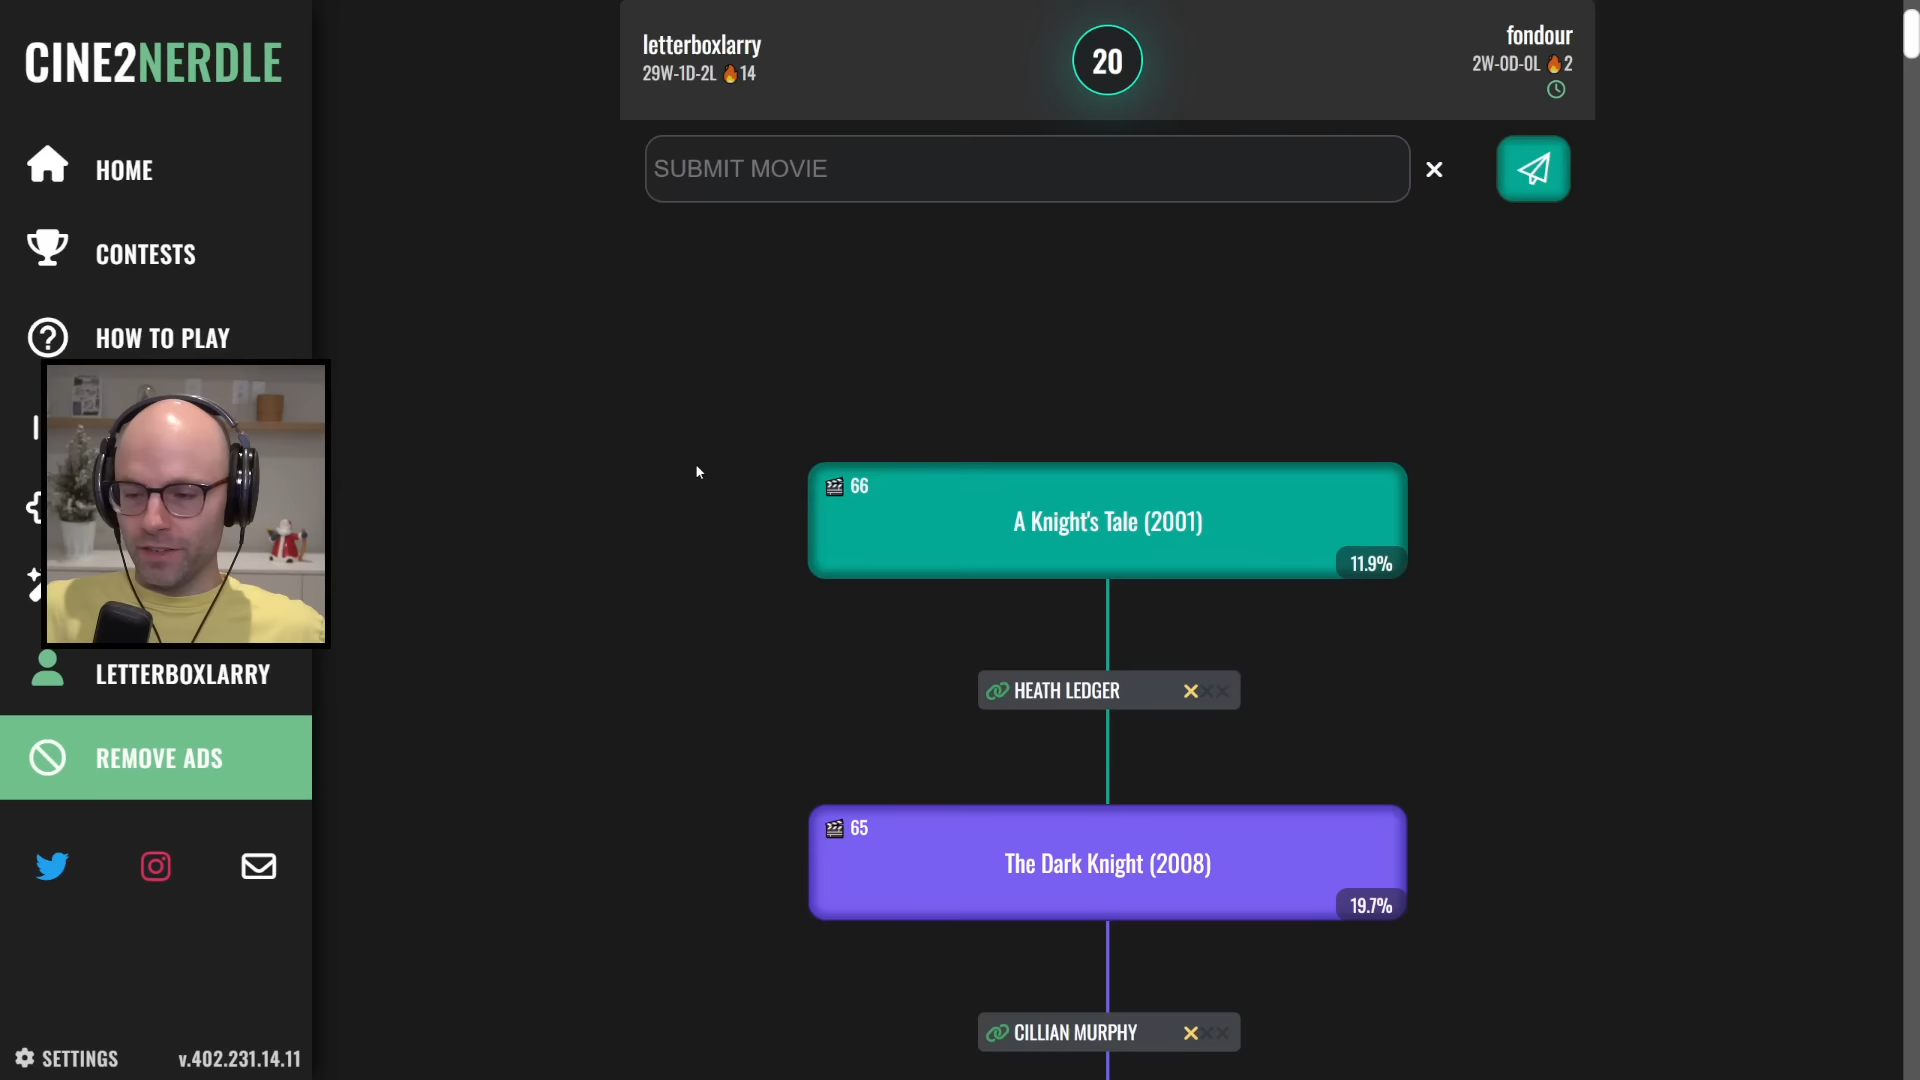 CINE2NERDLE
HOME
CONTESTS
HOW TO PLAY
LETTERBOXLARRY
REMOVE ADS
SETTINGS
v.402.231.14.11
letterboxlarry
29W-1D-2L 🔥14
20
fondour
2W-0D-0L 🔥2
SUBMIT MOVIE
66
A Knight's Tale (2001)
11.9%
HEATH LEDGER
65
The Dark Knight (2008)
19.7%
CILLIAN MURPHY